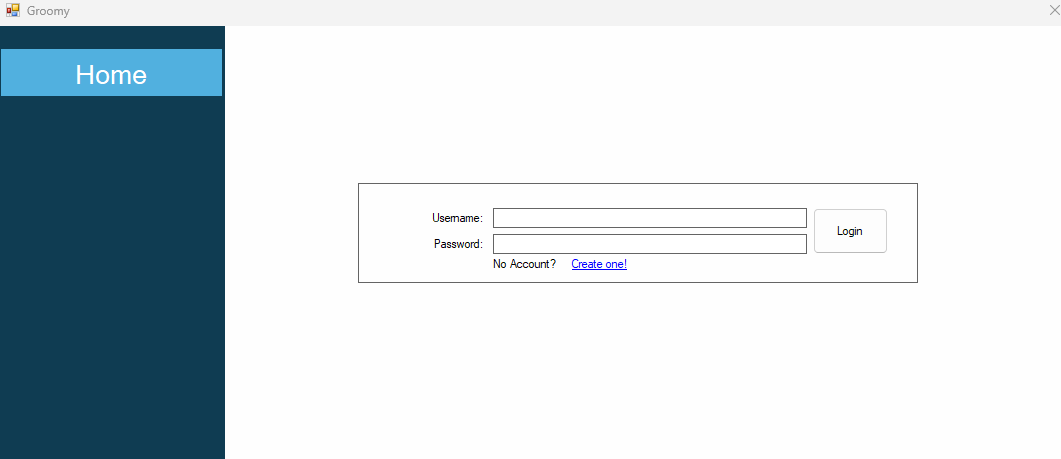 Groomy
Home
Username:
Login
Password:
No Account? Create one!